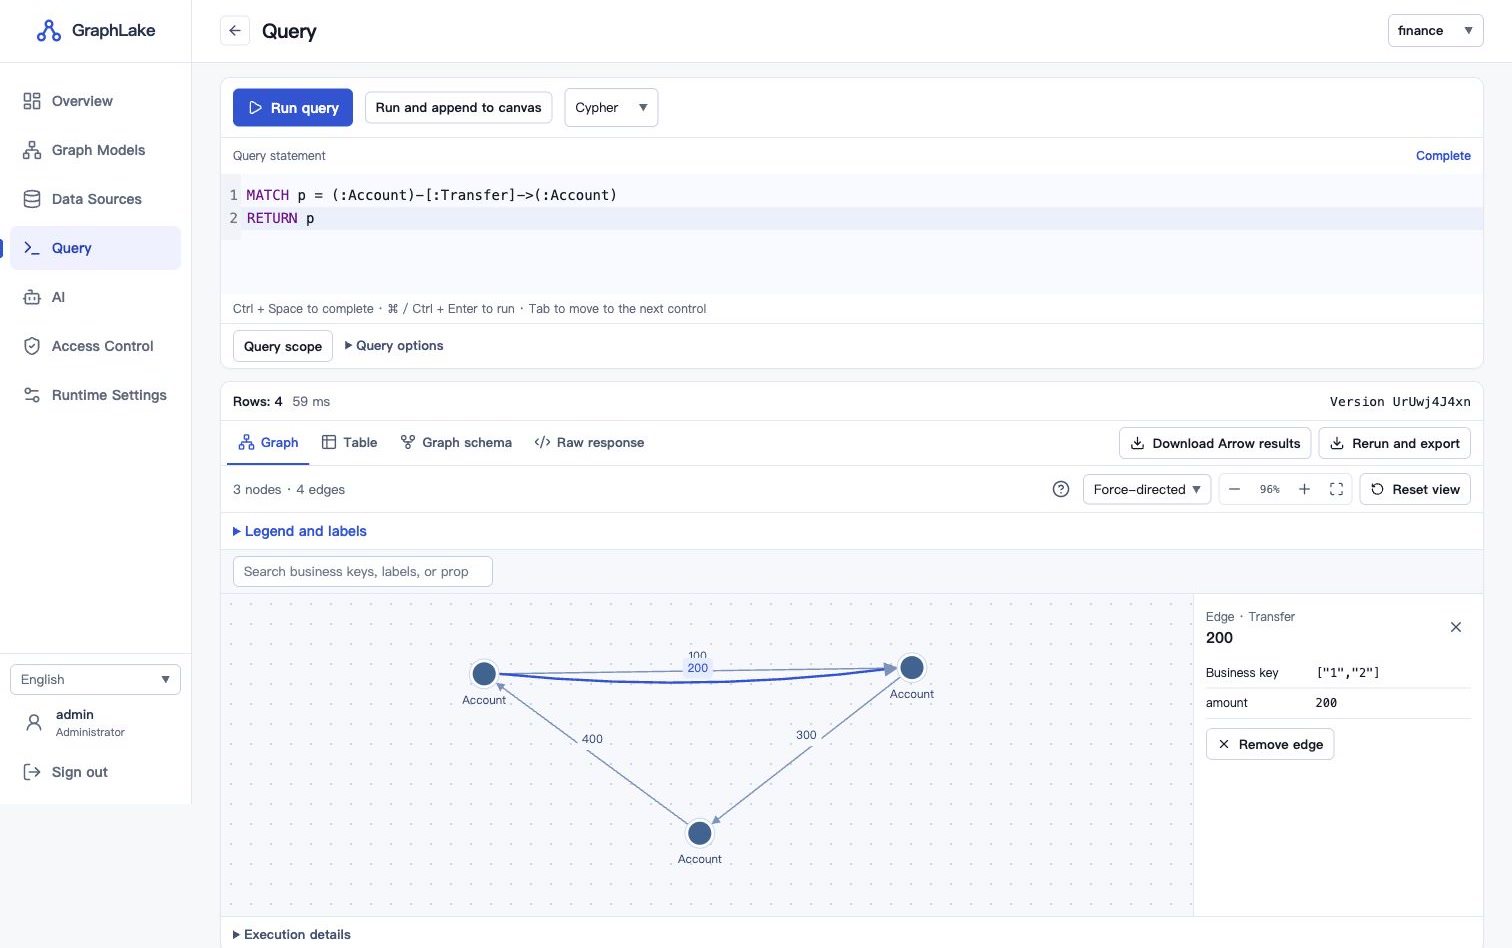 GraphLake
Query
finance
Overview
Graph Models
Data Sources
Query
AI
Access Control
Runtime Settings
English
admin
Administrator
Sign out
Run query
Run and append to canvas
Cypher
Query statement
Complete
1 MATCH p = (:Account)-[:Transfer]->(:Account)
2 RETURN p
Ctrl + Space to complete · ⌘ / Ctrl + Enter to run · Tab to move to the next control
Query scope
Query options
Rows: 4 59 ms
Version UrUwj4J4xn
Graph
Table
Graph schema
Raw response
Download Arrow results
Rerun and export
3 nodes · 4 edges
Force-directed
96%
Reset view
Legend and labels
Search business keys, labels, or prop
100
200
Account
Account
400
300
Account
Edge · Transfer
200
Business key ["1","2"]
amount 200
Remove edge
Execution details